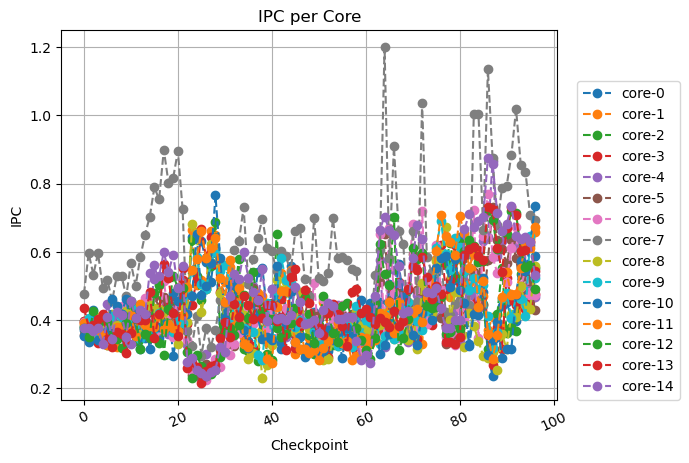 IPC per Core
1.2
1.0
0.8
0.6
0.4
0.2
IPC
0
20
40
60
80
100
Checkpoint
core-0
core-1
core-2
core-3
core-4
core-5
core-6
core-7
core-8
core-9
core-10
core-11
core-12
core-13
core-14